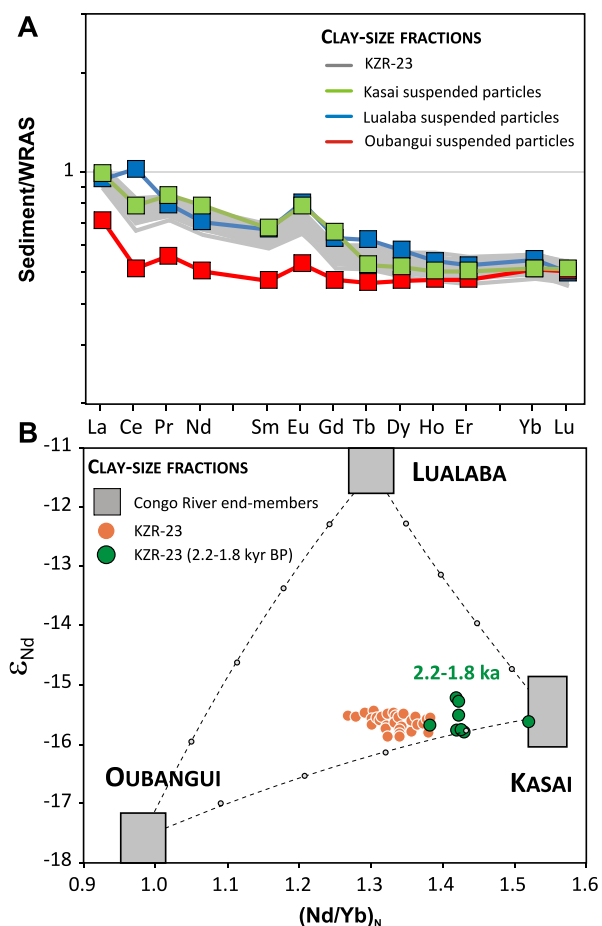 A
CLAY-SIZE FRACTIONS
KZR-23
Kasai suspended particles
Lualaba suspended particles
Oubangui suspended particles
1
Sediment/WRAS
La Ce Pr Nd Sm Eu Gd Tb Dy Ho Er Yb Lu
B
-11
CLAY-SIZE FRACTIONS
LUALABA
Congo River end-members
-12
KZR-23
KZR-23 (2.2-1.8 kyr BP)
-13
-14
εNd
2.2-1.8 ka
-15
-16
OUBANGUI
KASAI
-17
-18
0.9 1.0 1.1 1.2 1.3 1.4 1.5 1.6
(Nd/Yb)N